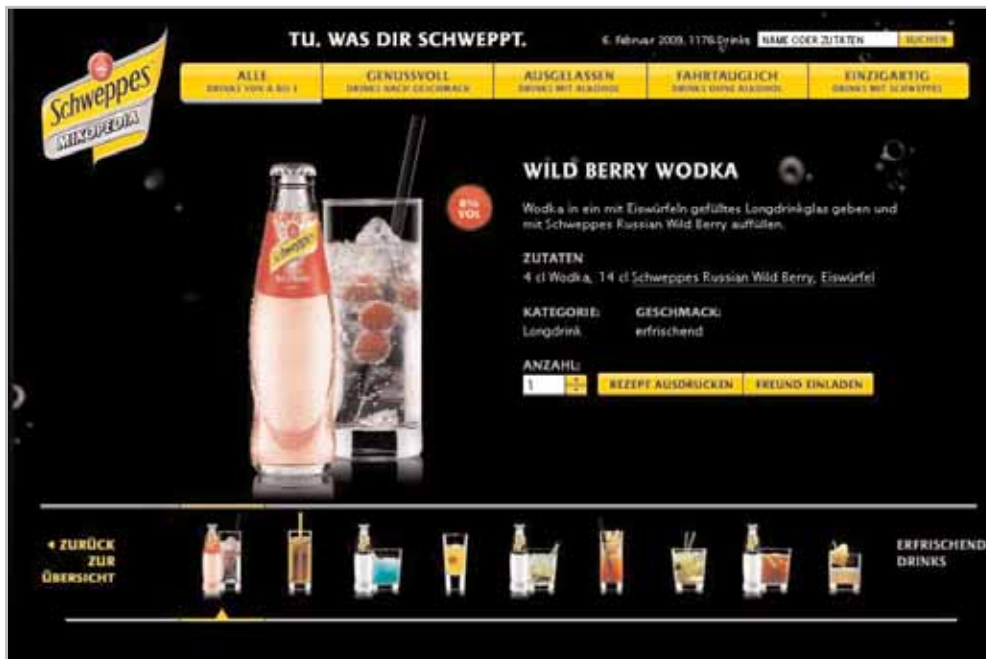 Schweppes
MIXOPEDIA
TU, WAS DIR SCHWEPPT.
6. Februar 2009, 1176 Drinks
NAME ODER ZUTATEN
SUCHEN
ALLE
DRINKS VON A BIS Z
GENUSSVOLL
DRINKS NACH GESCHMACK
AUSGELASSEN
DRINKS MIT ALKOHOL
FAHRTAUGLICH
DRINKS OHNE ALKOHOL
EINZIGARTIG
DRINKS MIT SCHWEPPES
Schweppes
8%
VOL
WILD BERRY WODKA
Wodka in ein mit Eiswürfeln gefülltes Longdrinkglas geben und
mit Schweppes Russian Wild Berry auffüllen.
ZUTATEN
4 cl Wodka, 14 cl Schweppes Russian Wild Berry, Eiswürfel
KATEGORIE: GESCHMACK:
Longdrink erfrischend
ANZAHL:
1
REZEPT AUSDRUCKEN
FREUND EINLADEN
ZURÜCK
ZUR
ÜBERSICHT
ERFRISCHEND
DRINKS